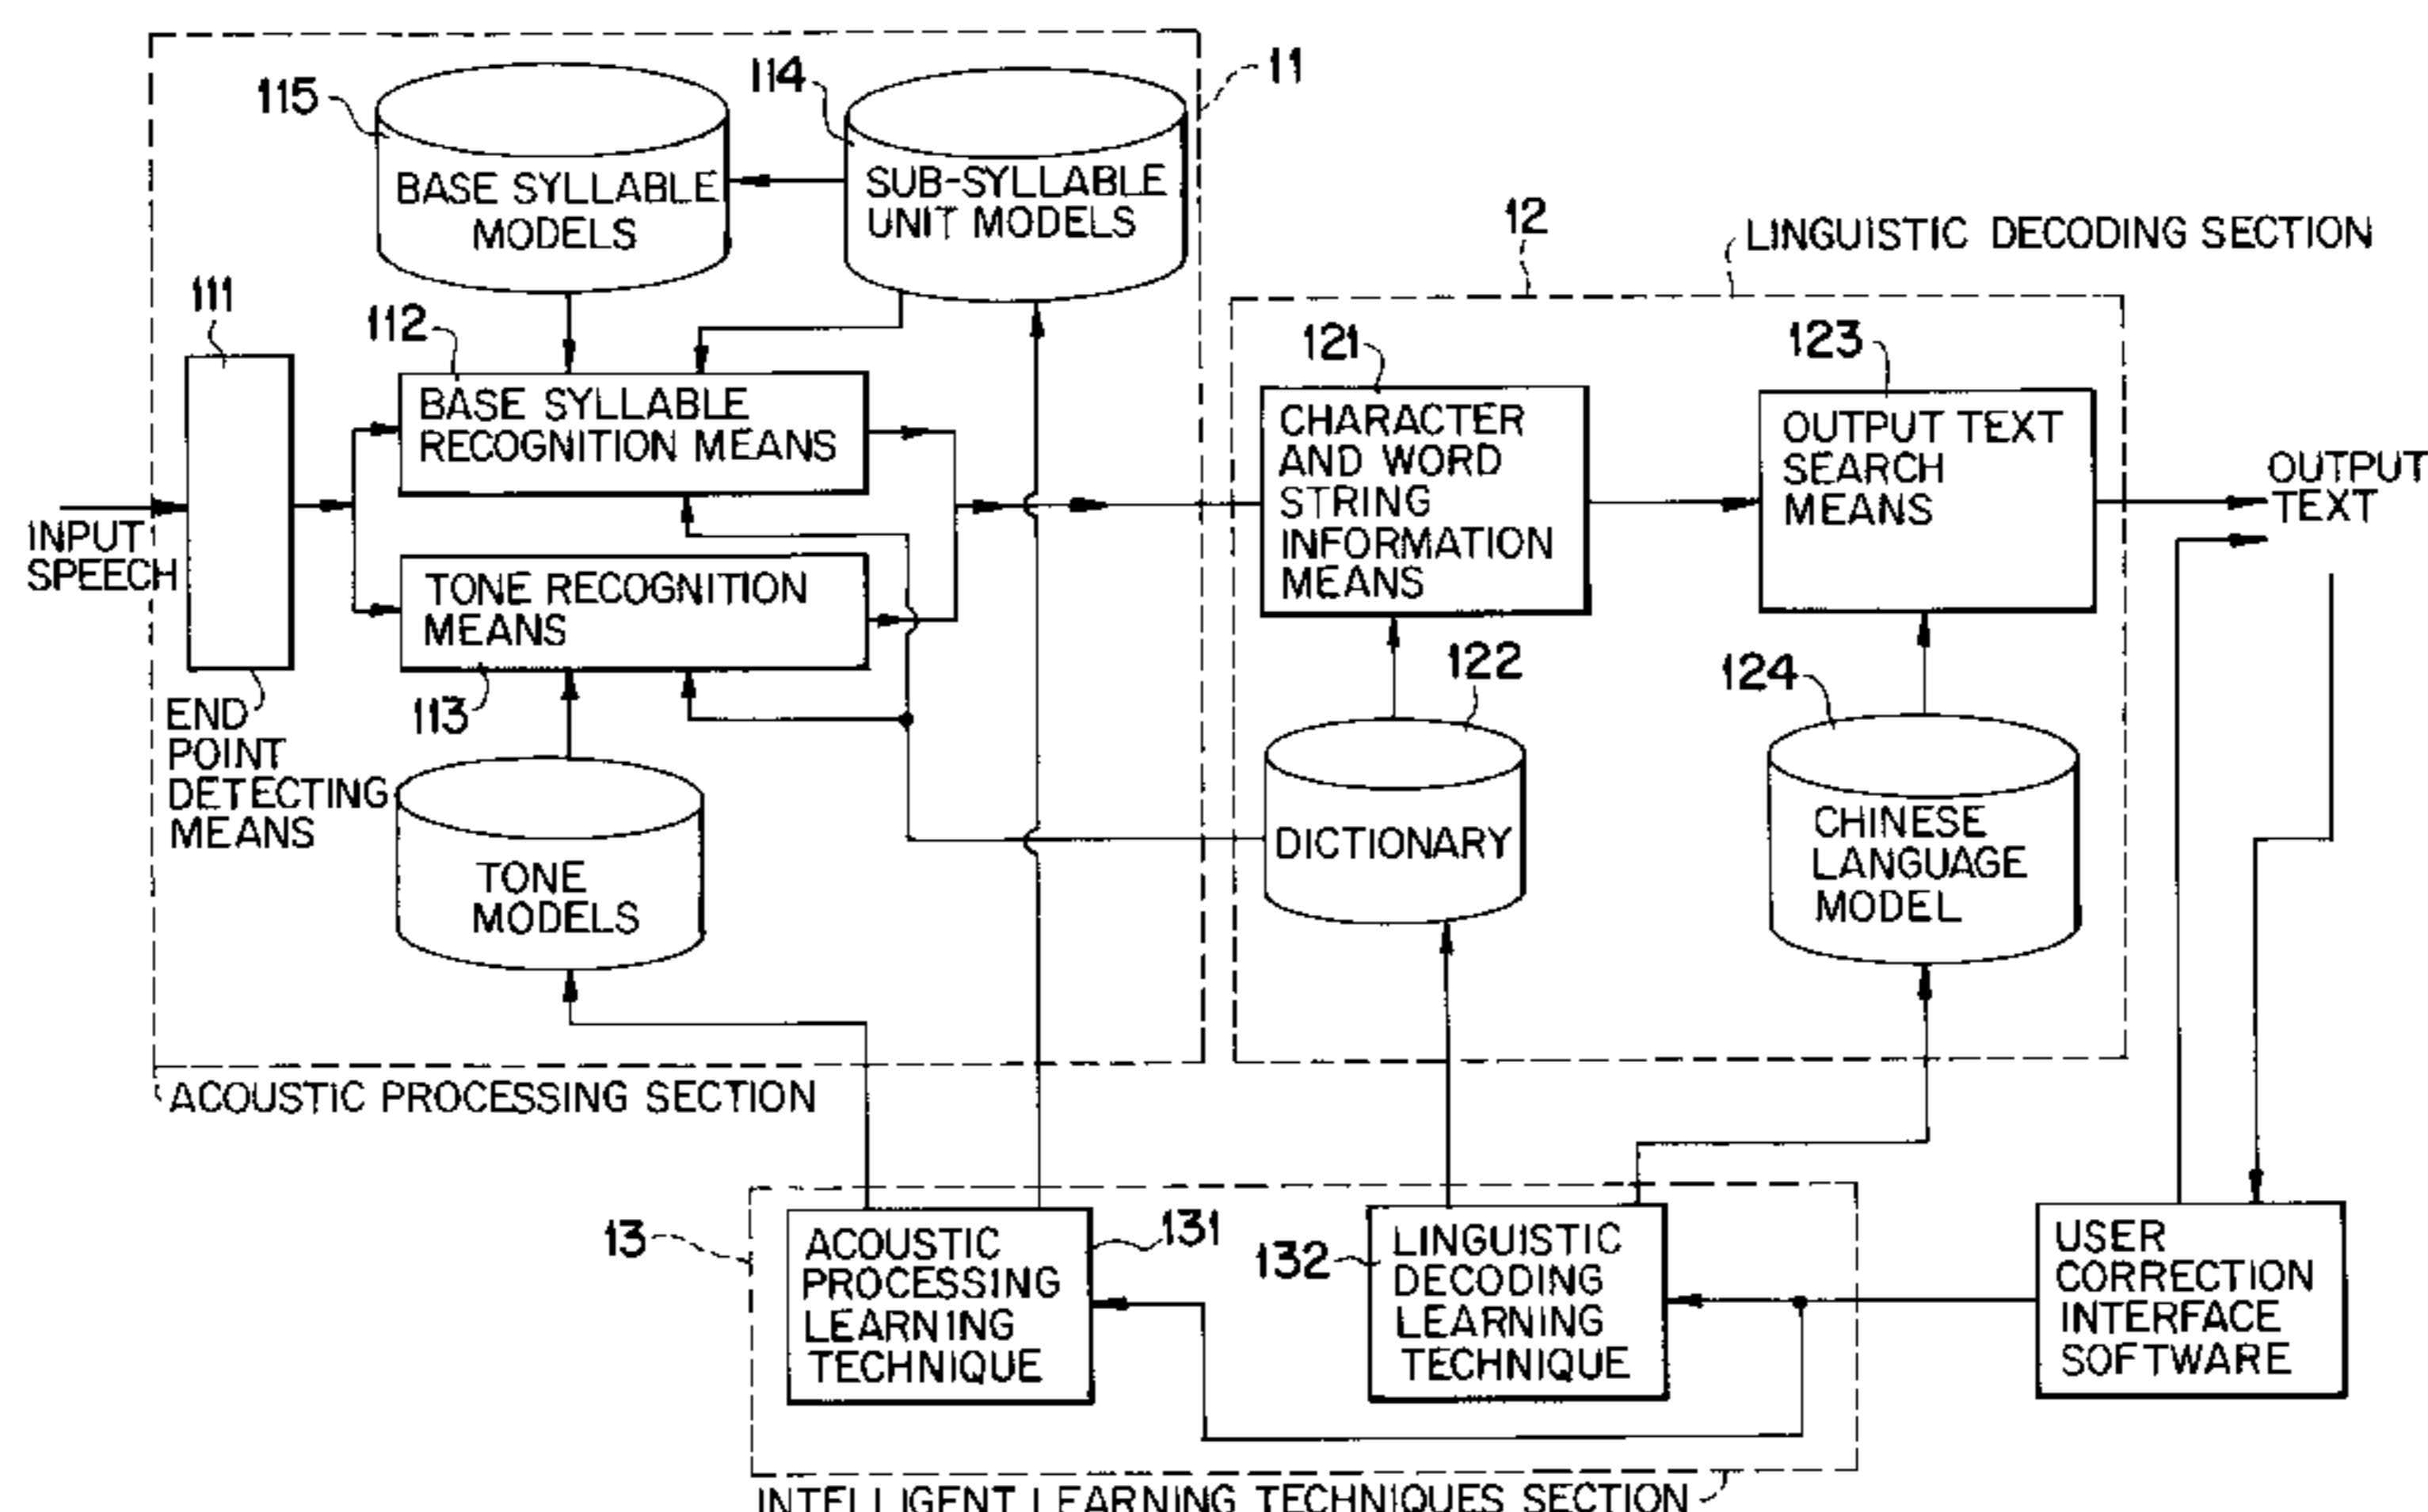 115
114
11
BASE SYLLABLE
MODELS
SUB-SYLLABLE
UNIT MODELS
12
LINGUISTIC DECODING SECTION
111
112
121
123
BASE SYLLABLE
RECOGNITION MEANS
CHARACTER
AND WORD
STRING
INFORMATION
MEANS
OUTPUT TEXT
SEARCH
MEANS
OUTPUT
TEXT
INPUT
SPEECH
TONE RECOGNITION
MEANS
113
122
124
END
POINT
DETECTING
MEANS
TONE
MODELS
DICTIONARY
CHINESE
LANGUAGE
MODEL
ACOUSTIC PROCESSING SECTION
13
ACOUSTIC
PROCESSING
LEARNING
TECHNIQUE
131
132
LINGUISTIC
DECODING
LEARNING
TECHNIQUE
USER
CORRECTION
INTERFACE
SOFTWARE
INTELLIGENT LEARNING TECHNIQUES SECTION